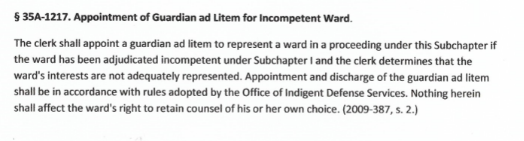 § 35A-1217. Appointment of Guardian ad Litem for Incompetent Ward.
The clerk shall appoint a guardian ad litem to represent a ward in a proceeding under this Subchapter if
the ward has been adjudicated incompetent under Subchapter I and the clerk determines that the
ward's interests are not adequately represented. Appointment and discharge of the guardian ad litem
shall be in accordance with rules adopted by the Office of Indigent Defense Services. Nothing herein
shall affect the ward's right to retain counsel of his or her own choice. (2009-387, s. 2.)